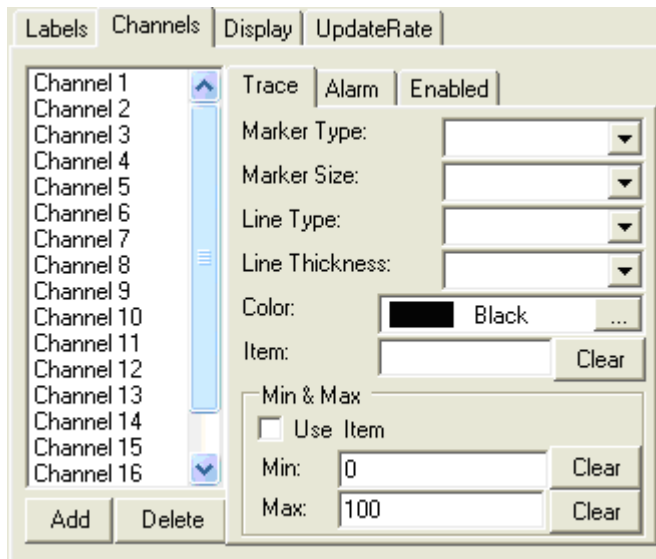 Labels Channels Display UpdateRate
Channel 1
Channel 2
Channel 3
Channel 4
Channel 5
Channel 6
Channel 7
Channel 8
Channel 9
Channel 10
Channel 11
Channel 12
Channel 13
Channel 14
Channel 15
Channel 16
Add Delete
Trace Alarm Enabled
Marker Type:
Marker Size:
Line Type:
Line Thickness:
Color: Black ...
Item: Clear
Min & Max
Use Item
Min: 0 Clear
Max: 100 Clear